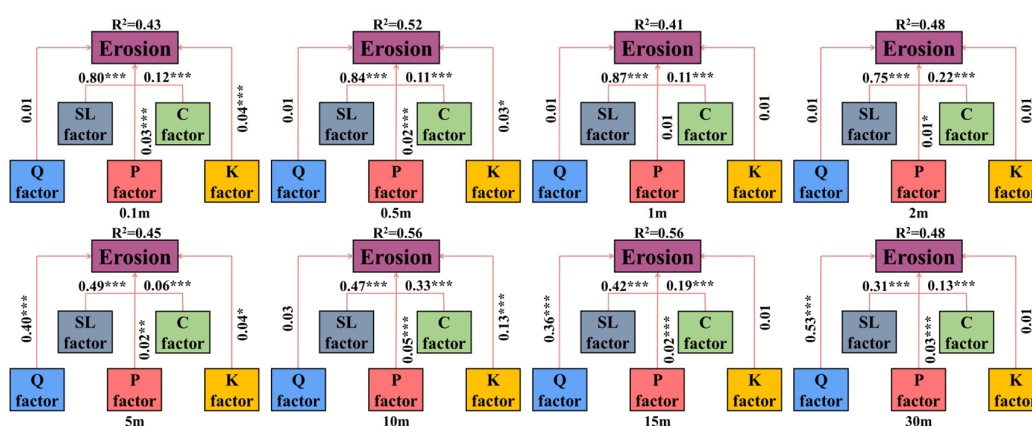 R²=0.43
Erosion
0.80*** 0.12***
0.01
0.03***
0.04***
SL factor
C factor
Q factor
P factor
K factor
0.1m
R²=0.52
Erosion
0.84*** 0.11***
0.01
0.02***
0.03*
SL factor
C factor
Q factor
P factor
K factor
0.5m
R²=0.41
Erosion
0.87*** 0.11***
0.01
0.01
0.01
SL factor
C factor
Q factor
P factor
K factor
1m
R²=0.48
Erosion
0.75*** 0.22***
0.01
0.01*
0.01
SL factor
C factor
Q factor
P factor
K factor
2m
R²=0.45
Erosion
0.49*** 0.06***
0.40***
0.02**
0.04*
SL factor
C factor
Q factor
P factor
K factor
5m
R²=0.56
Erosion
0.47*** 0.33***
0.03
0.05***
0.13***
SL factor
C factor
Q factor
P factor
K factor
10m
R²=0.56
Erosion
0.42*** 0.19***
0.36***
0.02***
0.01
SL factor
C factor
Q factor
P factor
K factor
15m
R²=0.48
Erosion
0.31*** 0.13***
0.53***
0.03***
0.01
SL factor
C factor
Q factor
P factor
K factor
30m